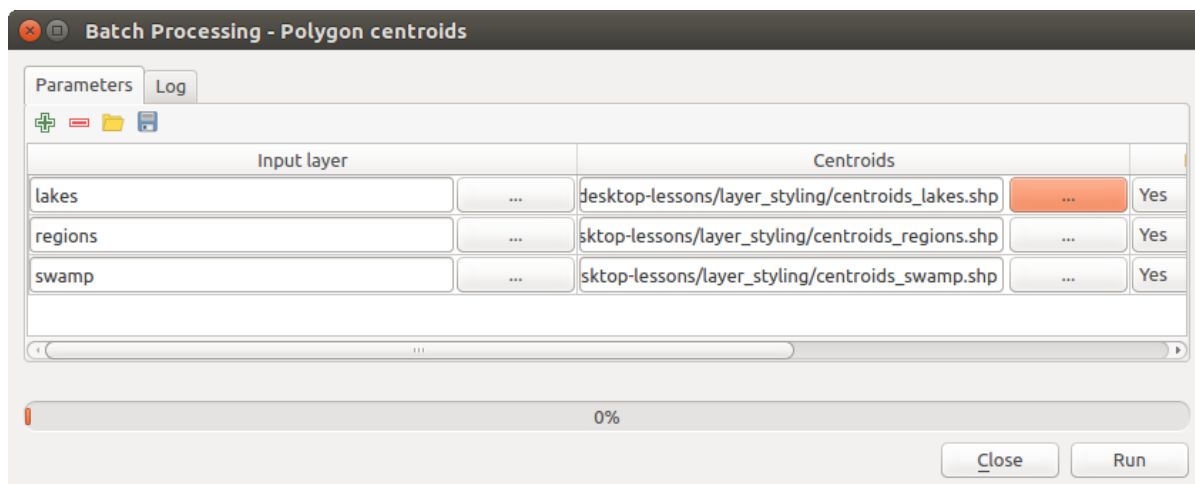 Batch Processing - Polygon centroids
Parameters Log
Input layer Centroids
lakes ... desktop-lessons/layer_styling/centroids_lakes.shp ... Yes
regions ... sktop-lessons/layer_styling/centroids_regions.shp ... Yes
swamp ... sktop-lessons/layer_styling/centroids_swamp.shp ... Yes
0%
Close Run